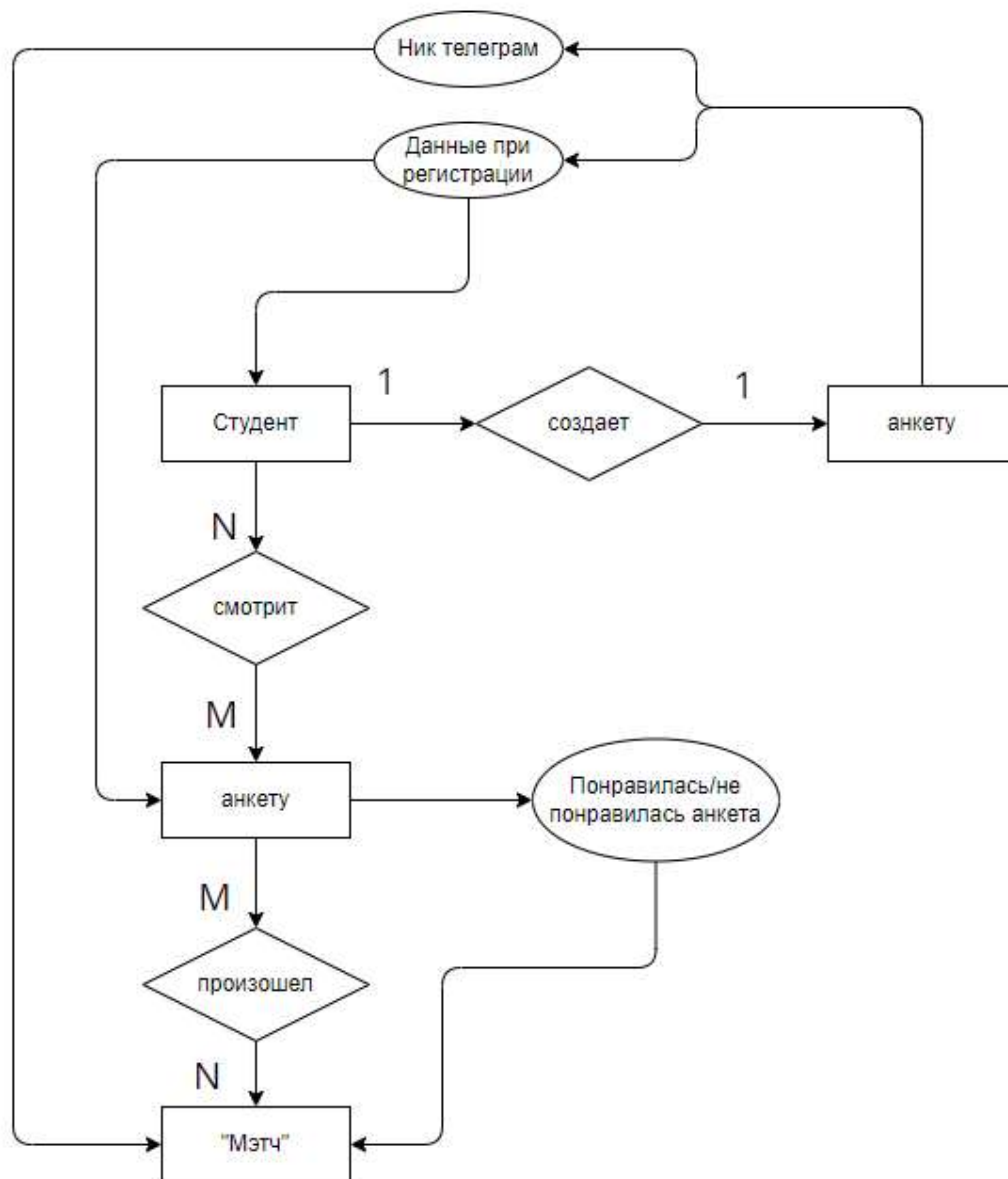 Ник телеграм
Данные при
регистрации
1
1
Студент
создает
анкету
N
смотрит
M
анкету
Понравилась/не
понравилась анкета
M
произошел
N
"Мэтч"